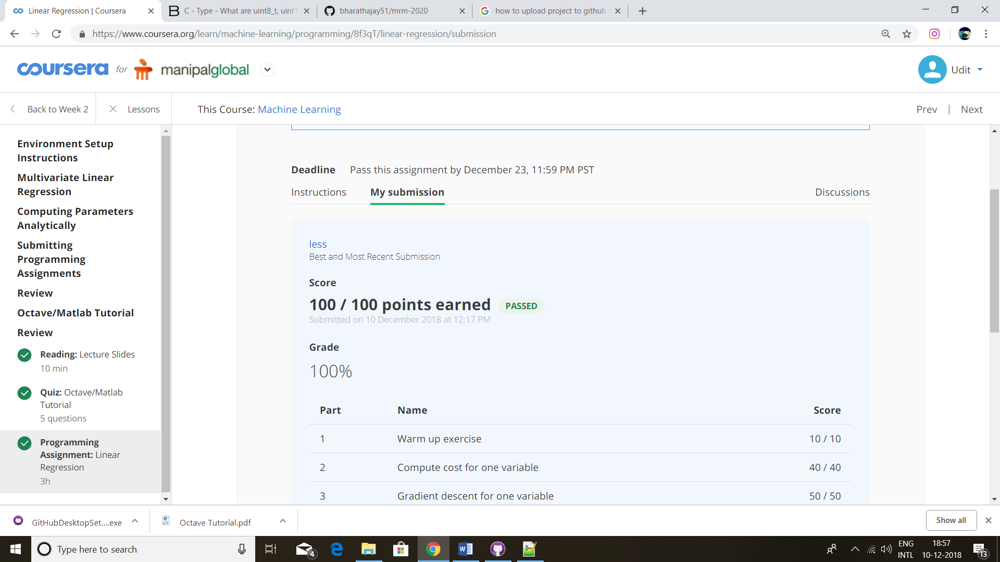 Linear Regression | Coursera
C - Type - What are uint8_t, uint1
bharathajay51/mrm-2020
how to upload project to github
https://www.coursera.org/learn/machine-learning/programming/8f3qT/linear-regression/submission
coursera for manipalglobal
Udit
Back to Week 2
Lessons
This Course: Machine Learning
Prev | Next
Environment Setup
Instructions
Multivariate Linear
Regression
Computing Parameters
Analytically
Submitting
Programming
Assignments
Review
Octave/Matlab Tutorial
Review
Reading: Lecture Slides
10 min
Quiz: Octave/Matlab
Tutorial
5 questions
Programming
Assignment: Linear
Regression
3h
Deadline Pass this assignment by December 23, 11:59 PM PST
Instructions My submission Discussions
less
Best and Most Recent Submission
Score
100 / 100 points earned PASSED
Submitted on 10 December 2018 at 12:17 PM
Grade
100%
Part Name Score
1 Warm up exercise 10 / 10
2 Compute cost for one variable 40 / 40
3 Gradient descent for one variable 50 / 50
GitHubDesktopSet....exe
Octave Tutorial.pdf
Show all
Type here to search
4
ENG
INTL
18:57
10-12-2018
13